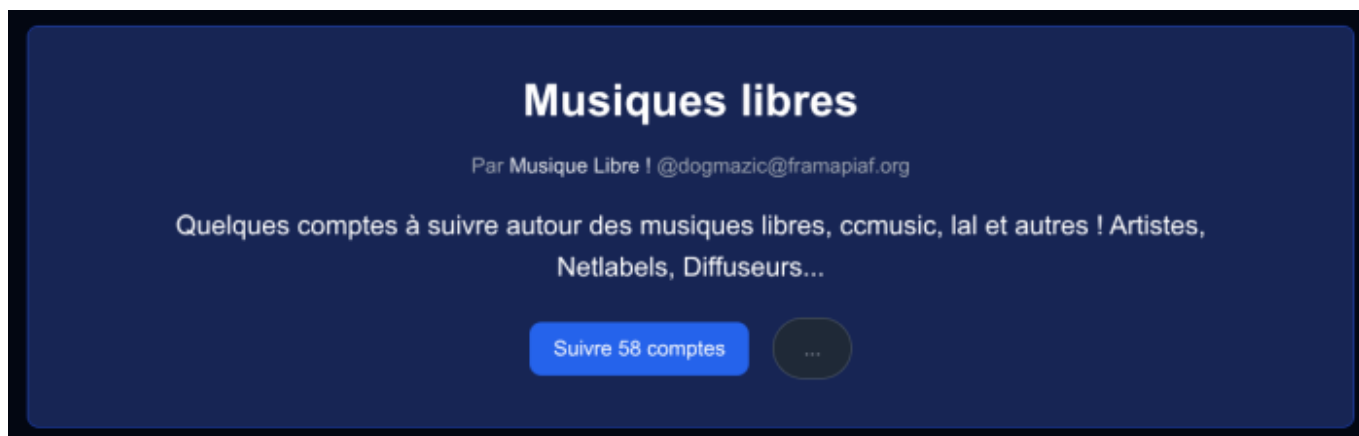 Musiques libres
Par Musique Libre ! @dogmazic@framapiaf.org
Quelques comptes à suivre autour des musiques libres, ccmusic, lal et autres ! Artistes,
Netlabels, Diffuseurs...
Suivre 58 comptes
...